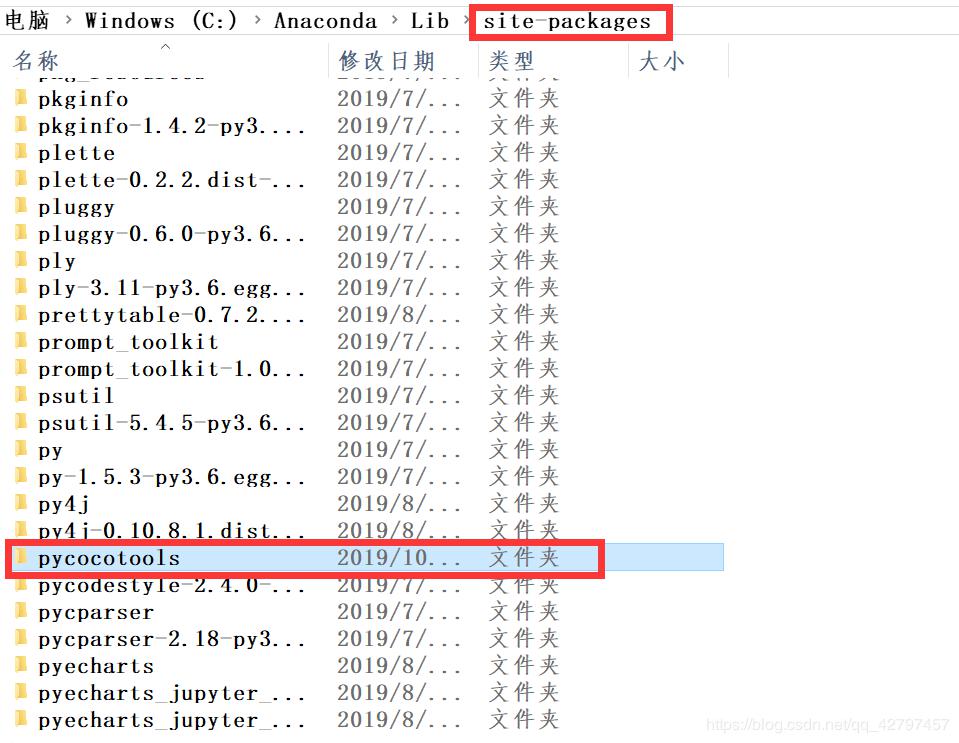 电脑 › Windows (C:) › Anaconda › Lib › site-packages
名称 修改日期 类型 大小
pkginfo 2019/7/... 文件夹
pkginfo-1.4.2-py3.... 2019/7/... 文件夹
plette 2019/7/... 文件夹
plette-0.2.2.dist-... 2019/7/... 文件夹
pluggy 2019/7/... 文件夹
pluggy-0.6.0-py3.6... 2019/7/... 文件夹
ply 2019/7/... 文件夹
ply-3.11-py3.6.egg... 2019/7/... 文件夹
prettytable-0.7.2.... 2019/8/... 文件夹
prompt_toolkit 2019/7/... 文件夹
prompt_toolkit-1.0... 2019/7/... 文件夹
psutil 2019/7/... 文件夹
psutil-5.4.5-py3.6... 2019/7/... 文件夹
py 2019/7/... 文件夹
py-1.5.3-py3.6.egg... 2019/7/... 文件夹
py4j 2019/8/... 文件夹
py4j-0.10.8.1.dist... 2019/8/... 文件夹
pycocotools 2019/10... 文件夹
pycodestyle-2.4.0-... 2019/7/... 文件夹
pycparser 2019/7/... 文件夹
pycparser-2.18-py3... 2019/7/... 文件夹
pyecharts 2019/8/... 文件夹
pyecharts_jupyter_... 2019/8/... 文件夹
pyecharts_jupyter_... 2019/8/... 文件夹
https://blog.csdn.net/qq_42797457